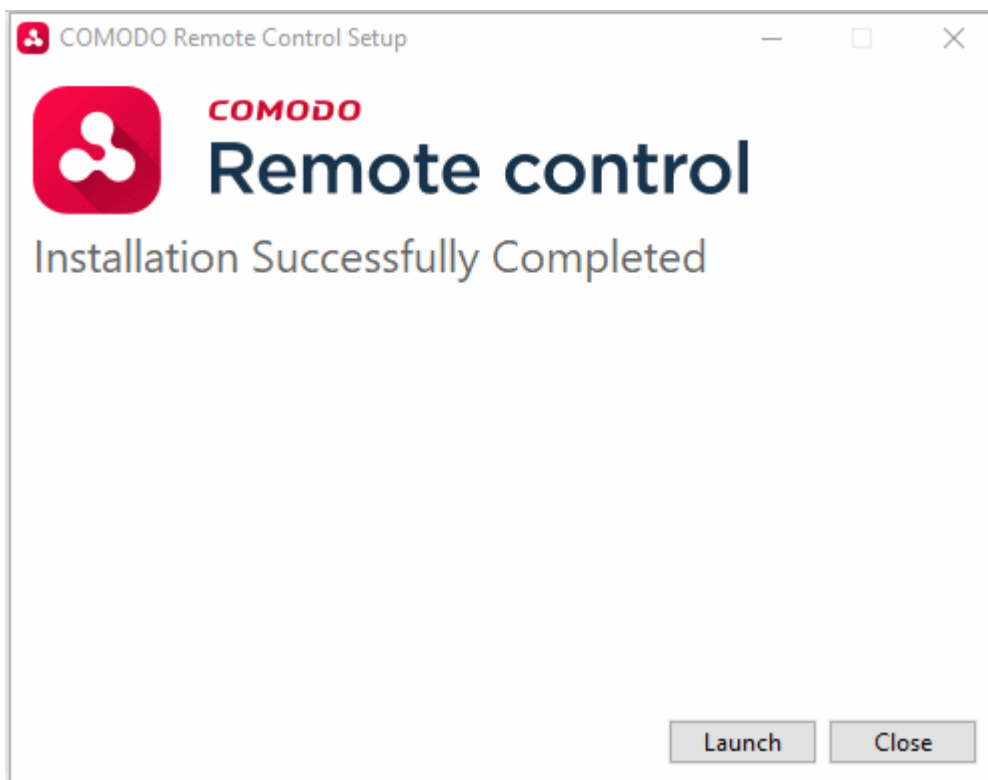 COMODO Remote Control Setup
COMODO
Remote control
Installation Successfully Completed
Launch
Close